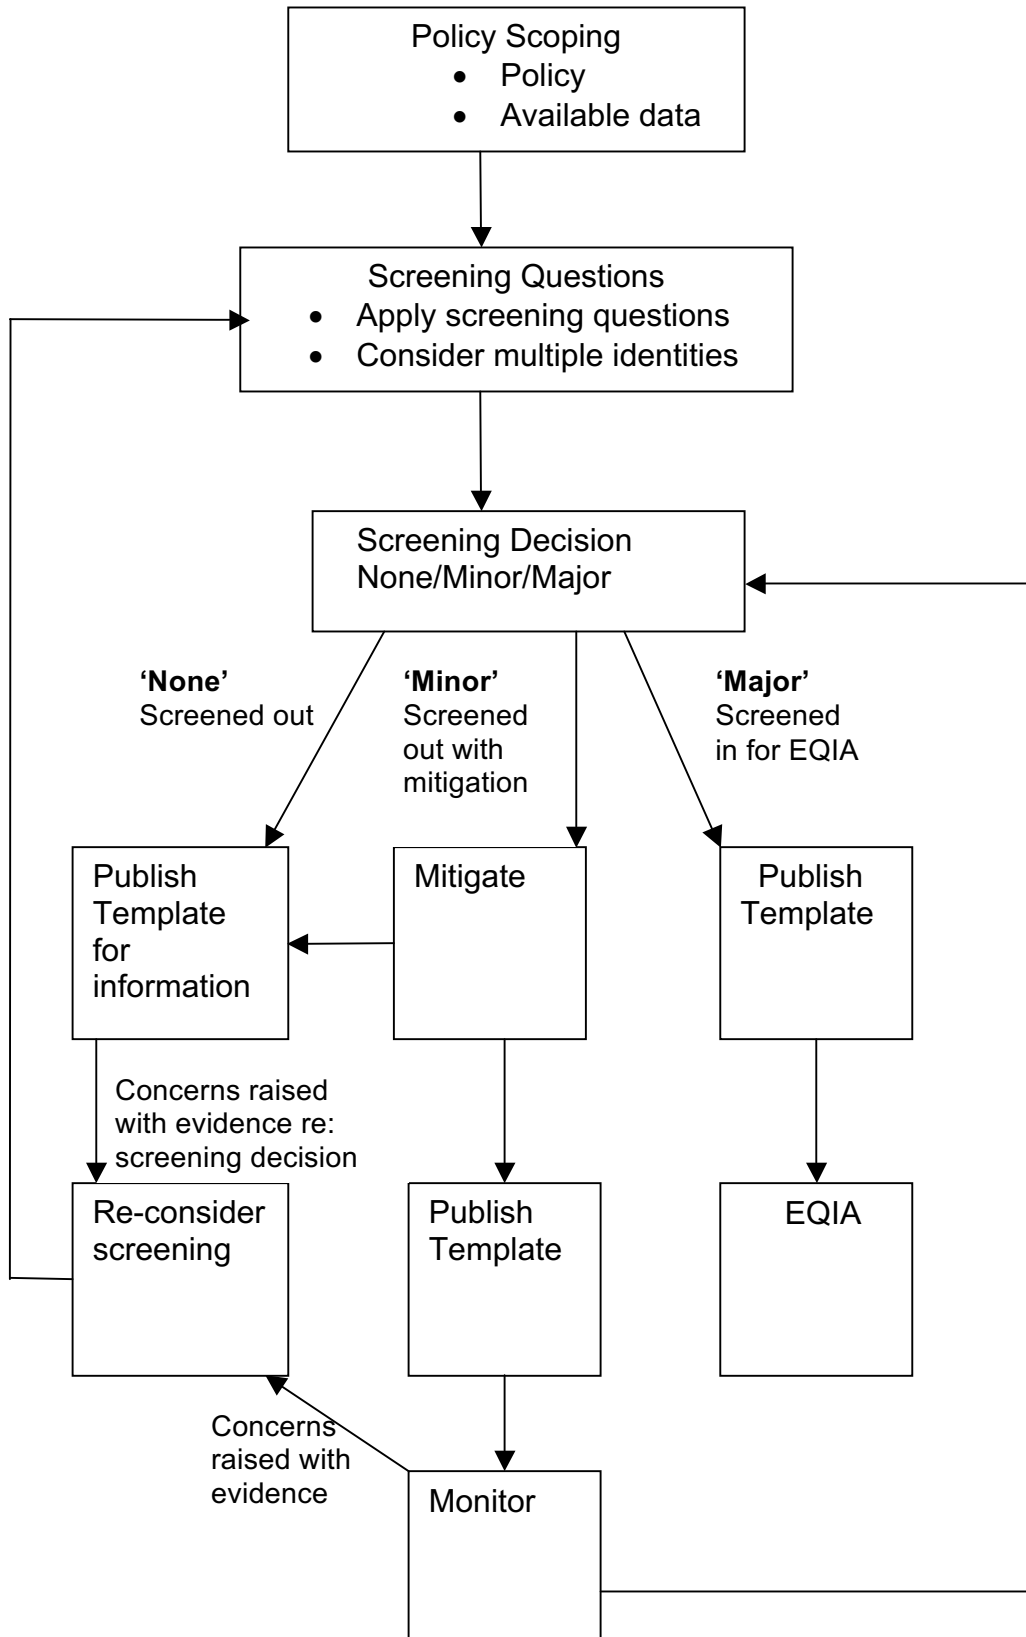 Policy Scoping
• Policy
• Available data
Screening Questions
• Apply screening questions
• Consider multiple identities
Screening Decision
None/Minor/Major
‘None’
Screened out
‘Minor’
Screened
out with
mitigation
‘Major’
Screened
in for EQIA
Publish
Template
for
information
Mitigate
Publish
Template
Concerns raised
with evidence re:
screening decision
Re-consider
screening
Publish
Template
EQIA
Concerns
raised with
evidence
Monitor